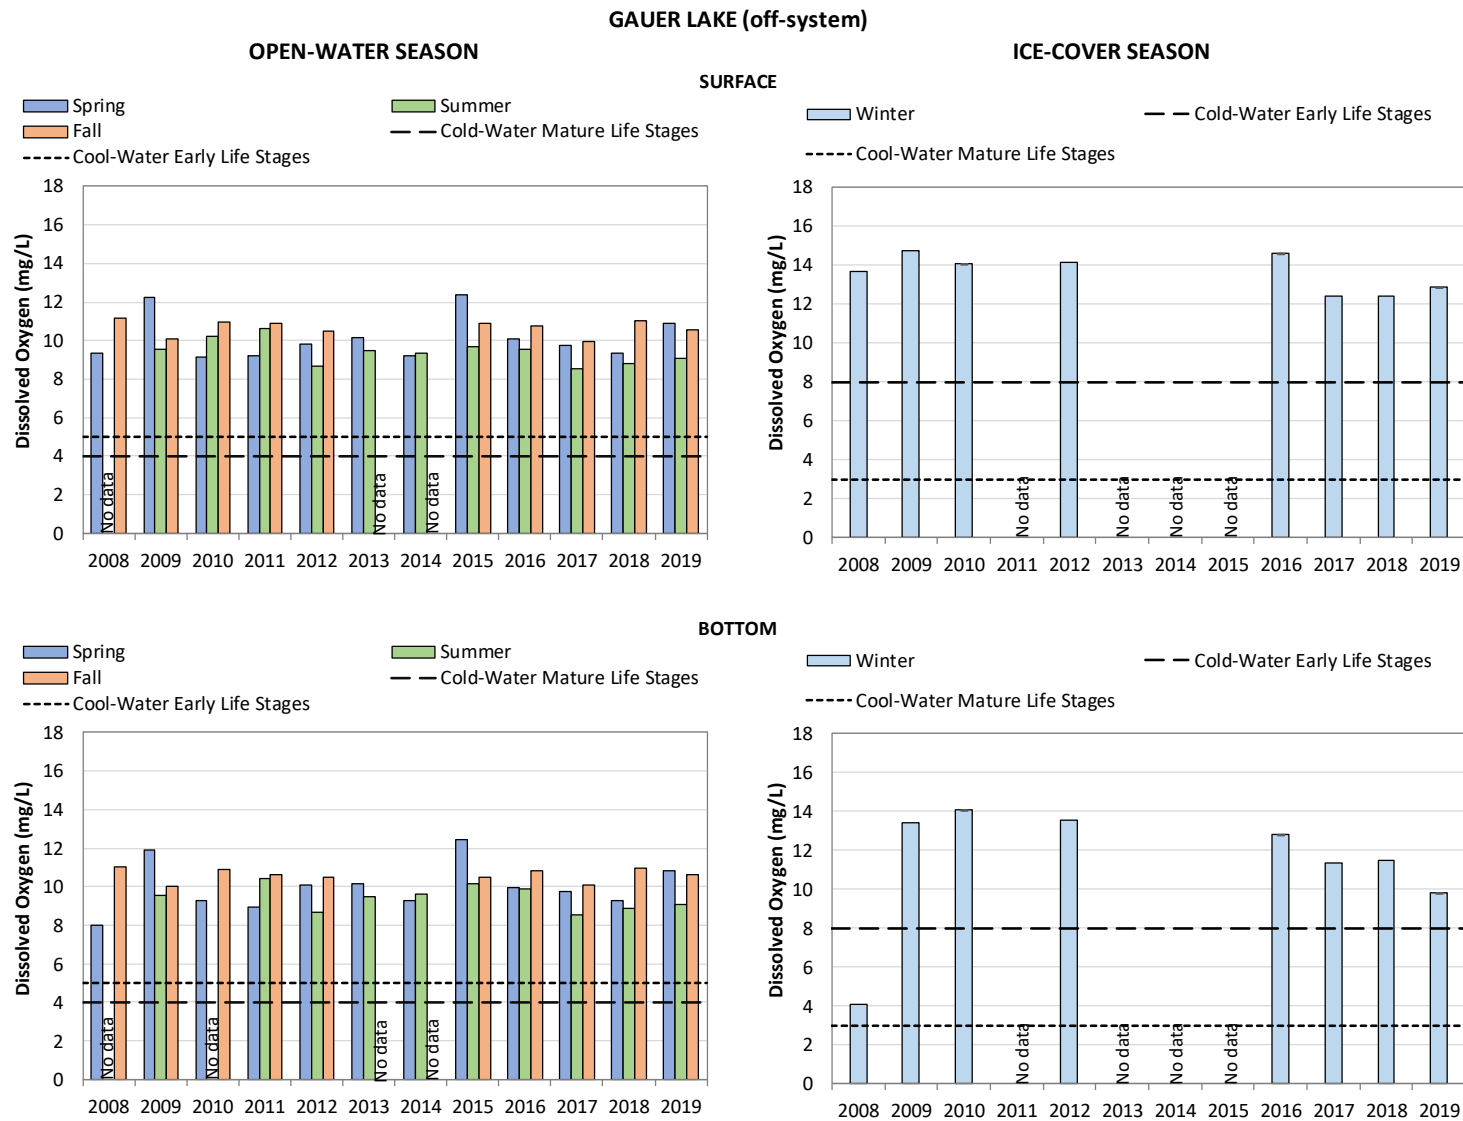 GAUER LAKE (off-system)
OPEN-WATER SEASON
ICE-COVER SEASON
SURFACE
Spring
Summer
Fall
Cold-Water Mature Life Stages
Cool-Water Early Life Stages
Dissolved Oxygen (mg/L)
18
16
14
12
10
8
6
4
2
0
No data
No data
No data
2008 2009 2010 2011 2012 2013 2014 2015 2016 2017 2018 2019
Winter
Cold-Water Early Life Stages
Cool-Water Mature Life Stages
Dissolved Oxygen (mg/L)
18
16
14
12
10
8
6
4
2
0
No data
No data
No data
No data
2008 2009 2010 2011 2012 2013 2014 2015 2016 2017 2018 2019
BOTTOM
Spring
Summer
Fall
Cold-Water Mature Life Stages
Cool-Water Early Life Stages
Dissolved Oxygen (mg/L)
18
16
14
12
10
8
6
4
2
0
No data
No data
No data
No data
2008 2009 2010 2011 2012 2013 2014 2015 2016 2017 2018 2019
Winter
Cold-Water Early Life Stages
Cool-Water Mature Life Stages
Dissolved Oxygen (mg/L)
18
16
14
12
10
8
6
4
2
0
No data
No data
No data
No data
2008 2009 2010 2011 2012 2013 2014 2015 2016 2017 2018 2019